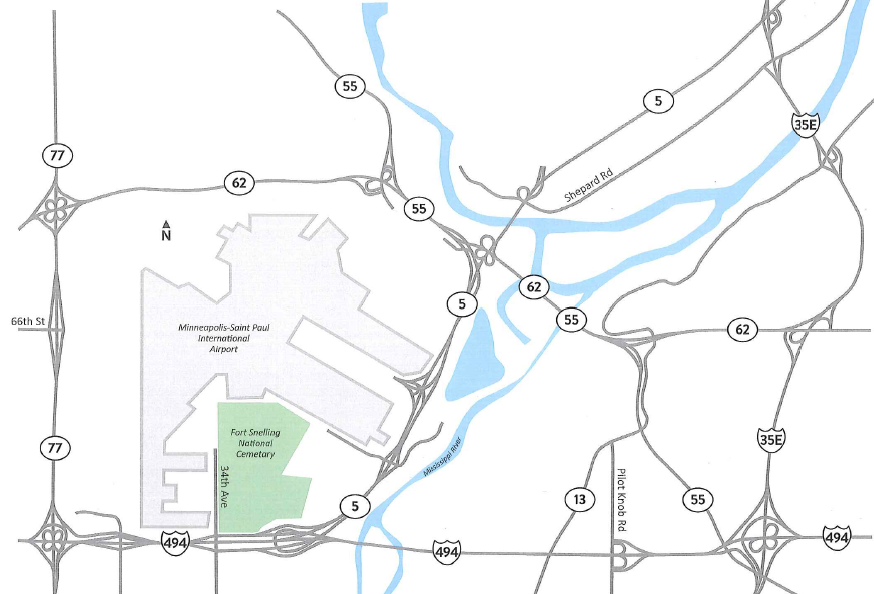 55
5
35E
77
62
Shepard Rd
55
N
62
5
66th St
55
62
Minneapolis-Saint Paul
International
Airport
Fort Snelling
National
Cemetery
35E
77
Mississippi River
34th Ave
Pilot Knob Rd
5
13
55
494
494
494